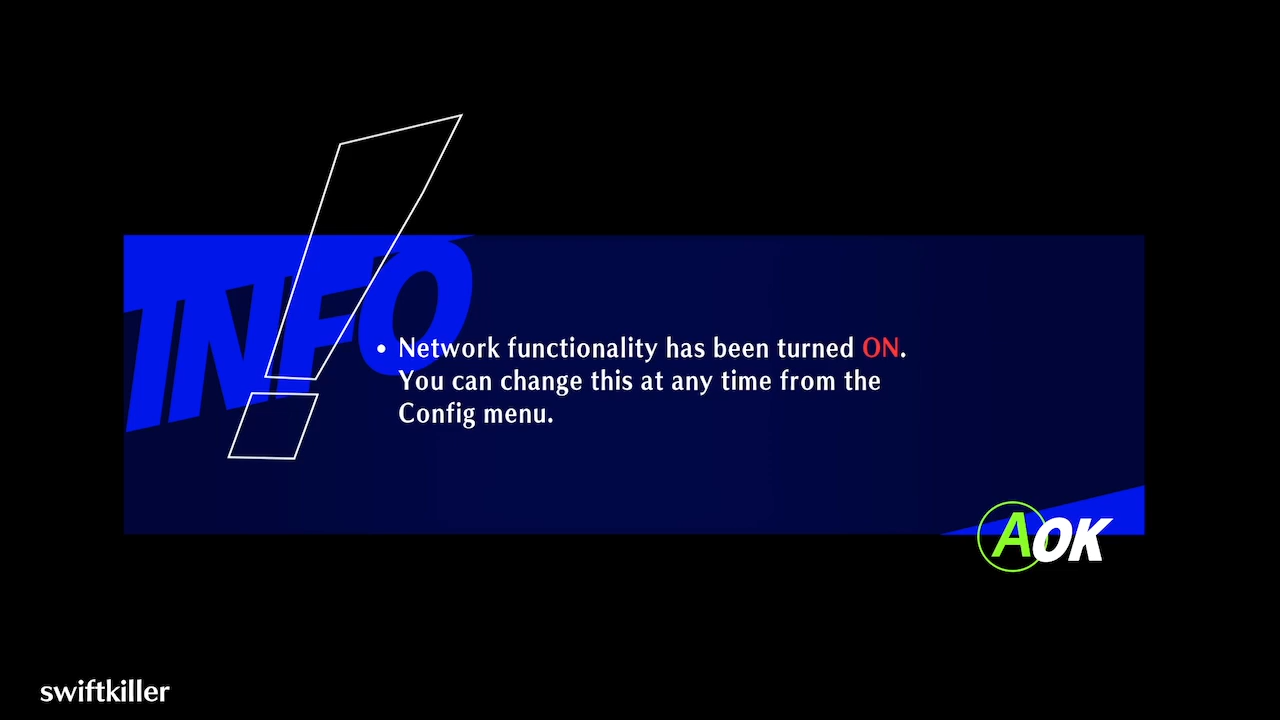 INFO
• Network functionality has been turned ON.
You can change this at any time from the
Config menu.
A OK
swiftkiller